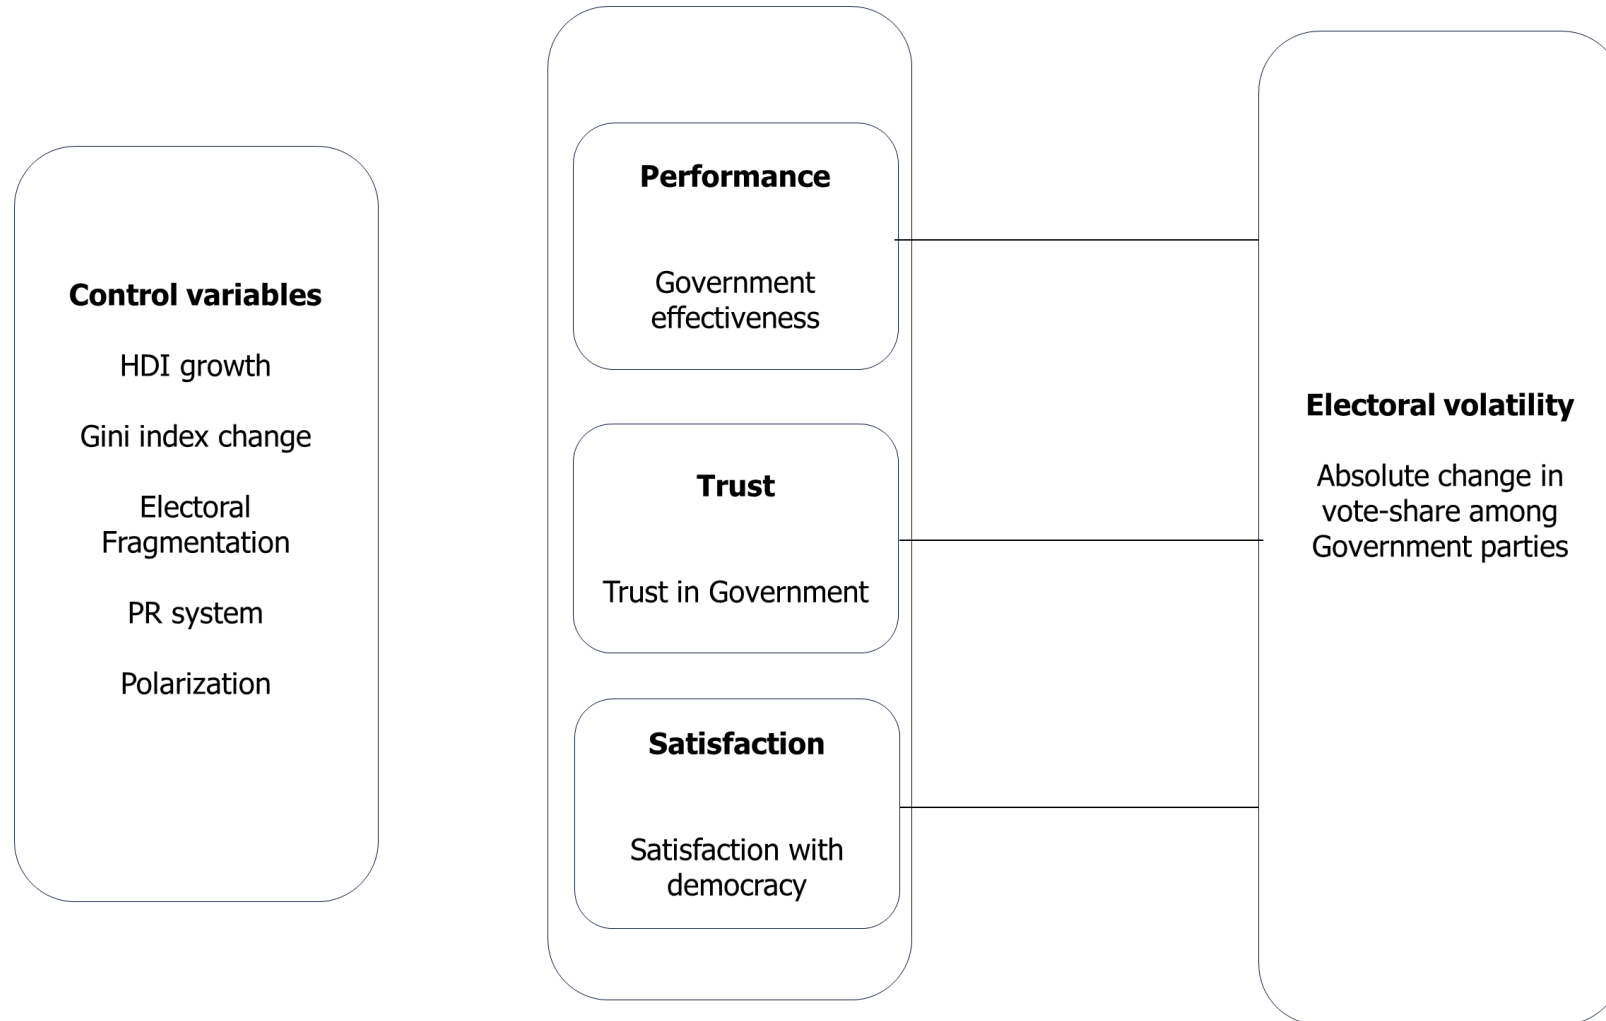 Control variables
HDI growth
Gini index change
Electoral
Fragmentation
PR system
Polarization
Performance
Government
effectiveness
Trust
Trust in Government
Satisfaction
Satisfaction with
democracy
Electoral volatility
Absolute change in
vote-share among
Government parties